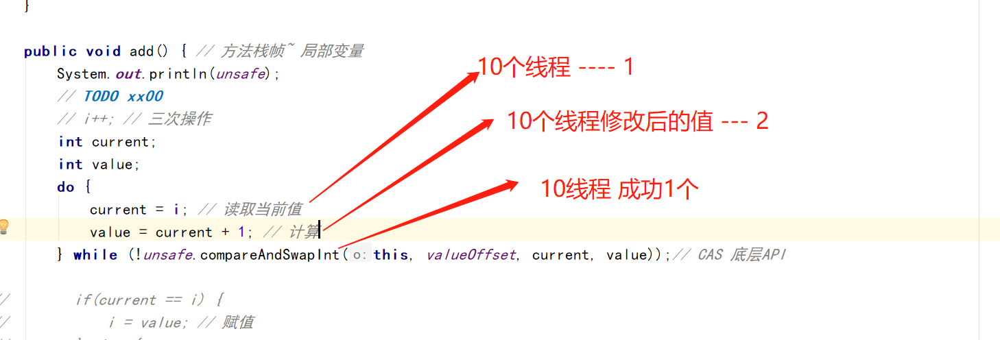 }
public void add() { // 方法栈帧~ 局部变量
System.out.println(unsafe);
10个线程 ---- 1
// TODO xxOO
// i++; // 三次操作
10个线程修改后的值 --- 2
int current;
int value;
do {
10线程 成功1个
current = i; // 读取当前值
value = current + 1; // 计算
} while (!unsafe.compareAndSwapInt( o: this, valueOffset, current, value));// CAS 底层API
// if(current == i) {
// i = value; // 赋值